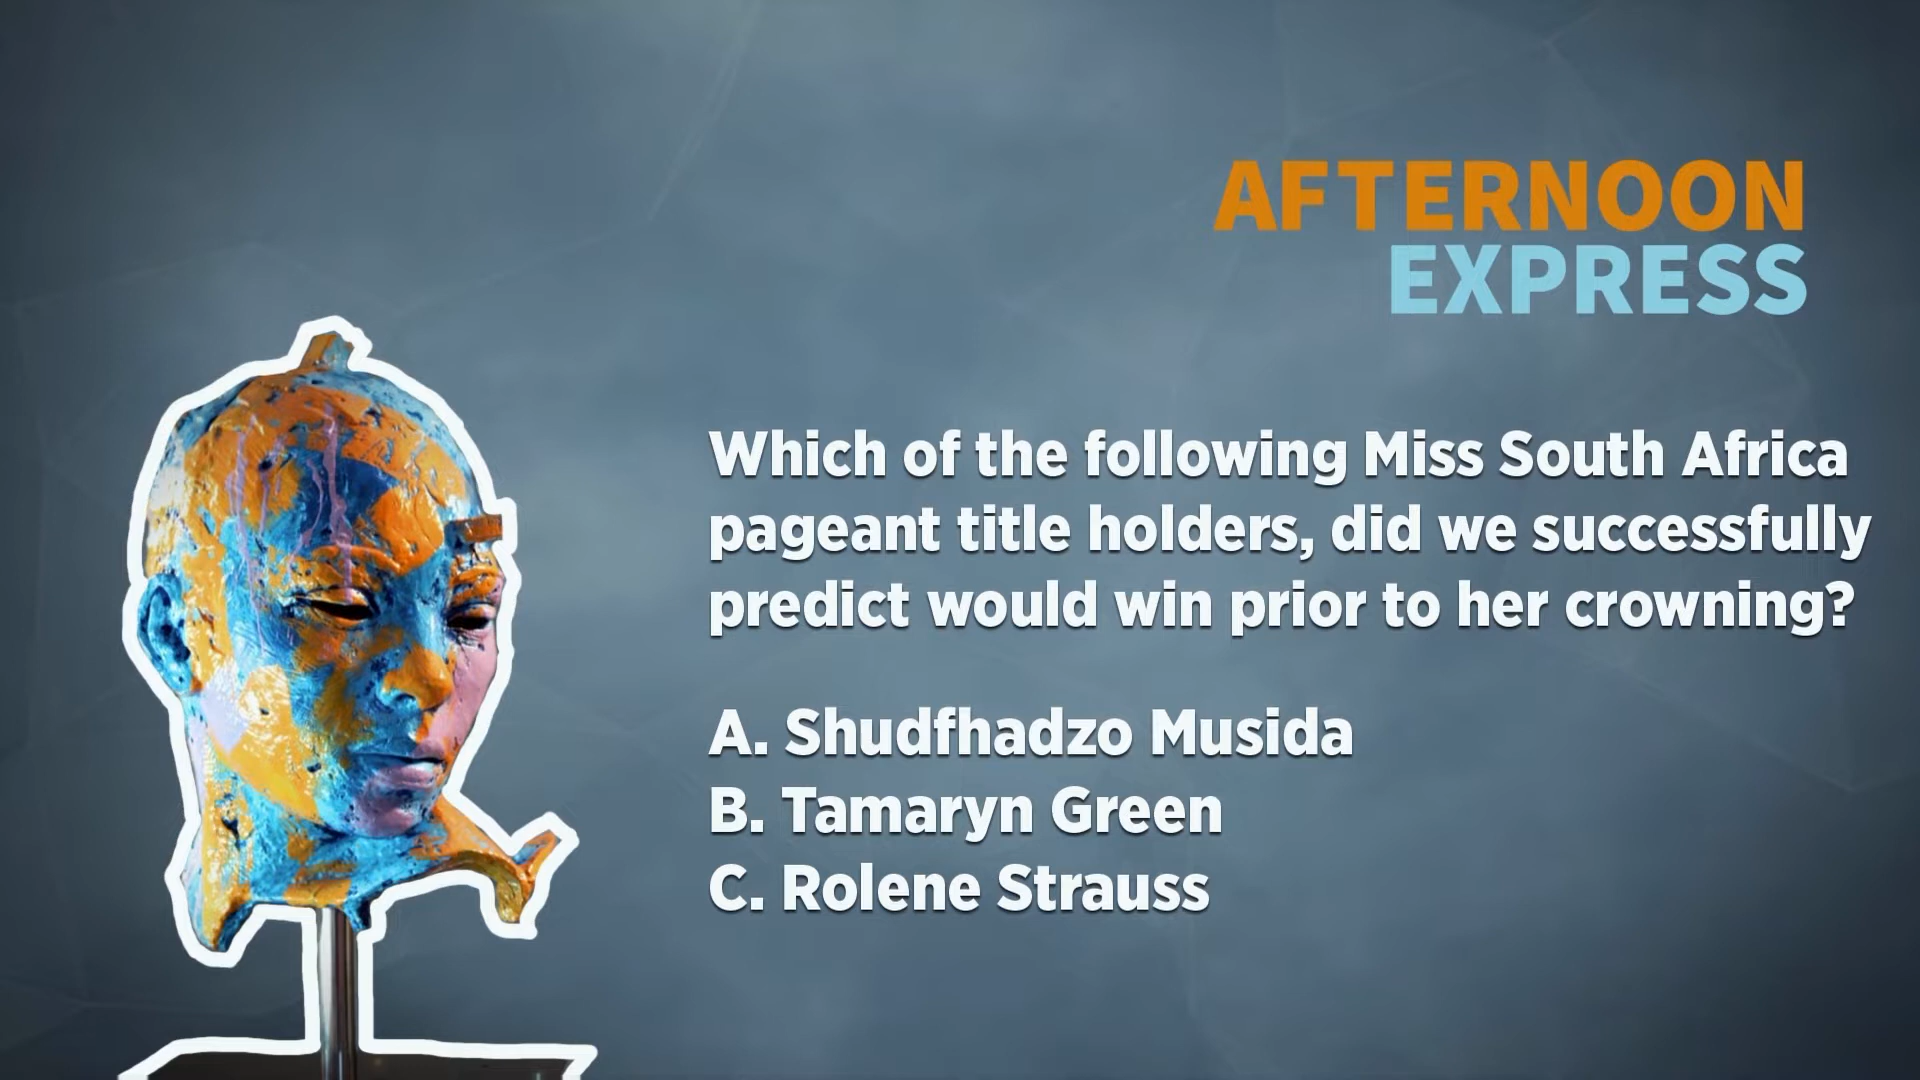 AFTERNOON
EXPRESS
Which of the following Miss South Africa
pageant title holders, did we successfully
predict would win prior to her crowning?
A. Shudfhadzo Musida
B. Tamaryn Green
C. Rolene Strauss